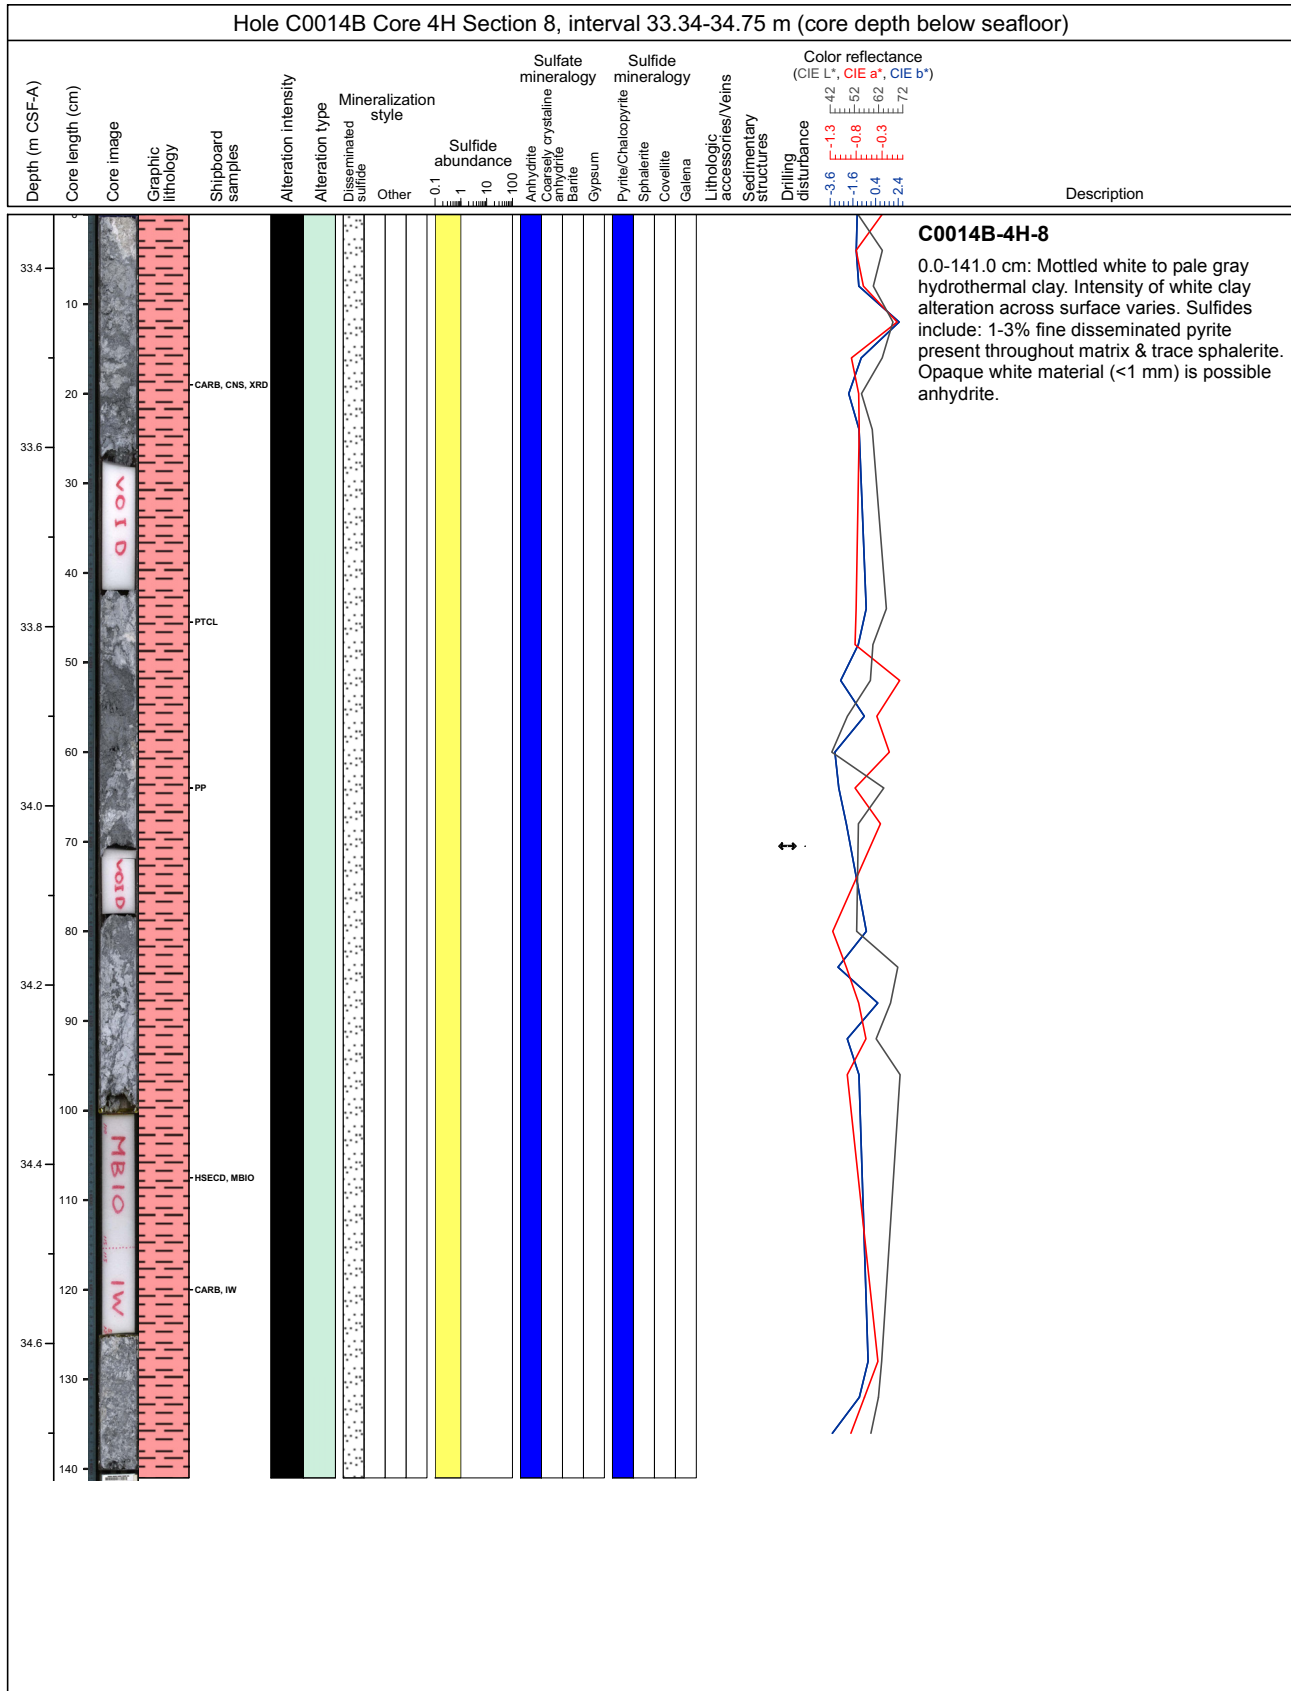 Hole C0014B Core 4H Section 8, interval 33.34-34.75 m (core depth below seafloor)
Depth (m CSF-A)
Core length (cm)
Core image
Graphic
lithology
Shipboard
samples
Alteration intensity
Alteration type
Mineralization
style
Disseminated
sulfide
Other
Sulfide
abundance
0.1
1
10
100
Sulfate
mineralogy
Anhydrite
Coarsely crystaline
anhydrite
Barite
Gypsum
Sulfide
mineralogy
Pyrite/Chalcopyrite
Sphalerite
Covellite
Galena
Lithologic
accessories/Veins
Sedimentary
structures
Drilling
disturbance
Color reflectance
(CIE L*, CIE a*, CIE b*)
42 52 62 72
-1.3 -0.8 -0.3
-3.6 -1.6 0.4 2.4
Description
C0014B-4H-8
0.0-141.0 cm: Mottled white to pale gray
hydrothermal clay. Intensity of white clay
alteration across surface varies. Sulfides
include: 1-3% fine disseminated pyrite
present throughout matrix & trace sphalerite.
Opaque white material (<1 mm) is possible
anhydrite.
33.4
33.6
33.8
34.0
34.2
34.4
34.6
0
10
20
30
40
50
60
70
80
90
100
110
120
130
140
VOID
VOID
MBIO
IW
CARB, CNS, XRD
PTCL
PP
HSECD, MBIO
CARB, IW